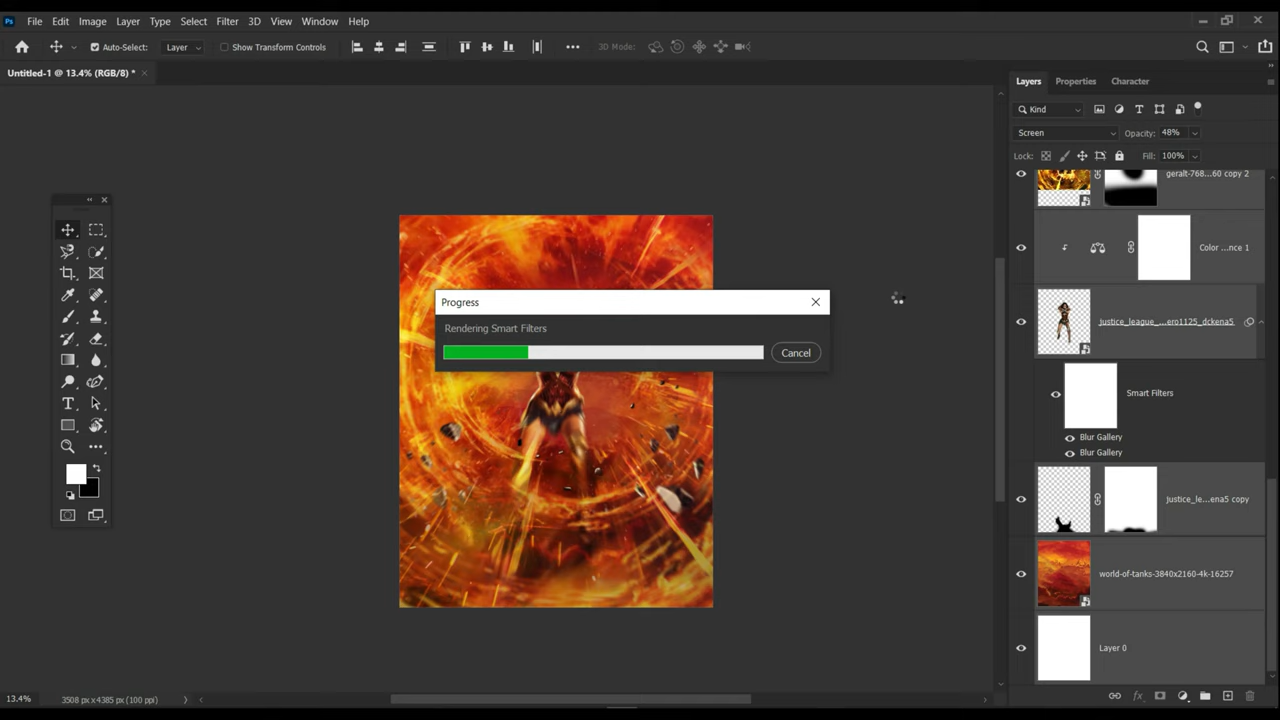 Ps File Edit Image Layer Type Select Filter 3D View Window Help
Auto-Select: Layer Show Transform Controls 3D Mode:
Untitled-1 @ 13.4% (RGB/8) *
Layers Properties Character
Kind
Screen Opacity: 48%
Lock: Fill: 100%
geralt-768...60 copy 2
Color ...nce 1
Progress
Rendering Smart Filters
Cancel
justice_league_...ero1125_dckena5
Smart Filters
Blur Gallery
Blur Gallery
justice_le...ena5 copy
world-of-tanks-3840x2160-4k-16257
Layer 0
13.4% 3508 px x 4385 px (100 ppi)